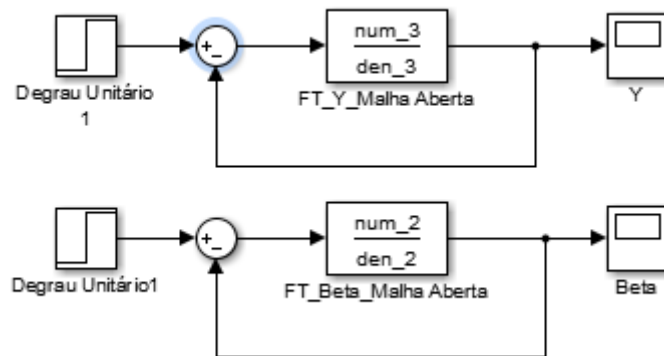 num_3
den_3
Degrau Unitário
1
FT_Y_Malha Aberta
Y
num_2
den_2
Degrau Unitário1
FT_Beta_Malha Aberta
Beta